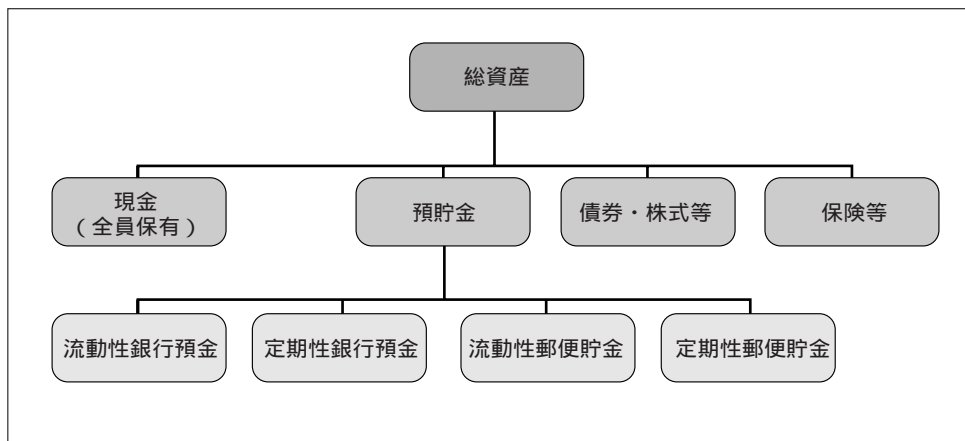 総資産
現金
（全員保有）
預貯金
債券・株式等
保険等
流動性銀行預金
定期性銀行預金
流動性郵便貯金
定期性郵便貯金